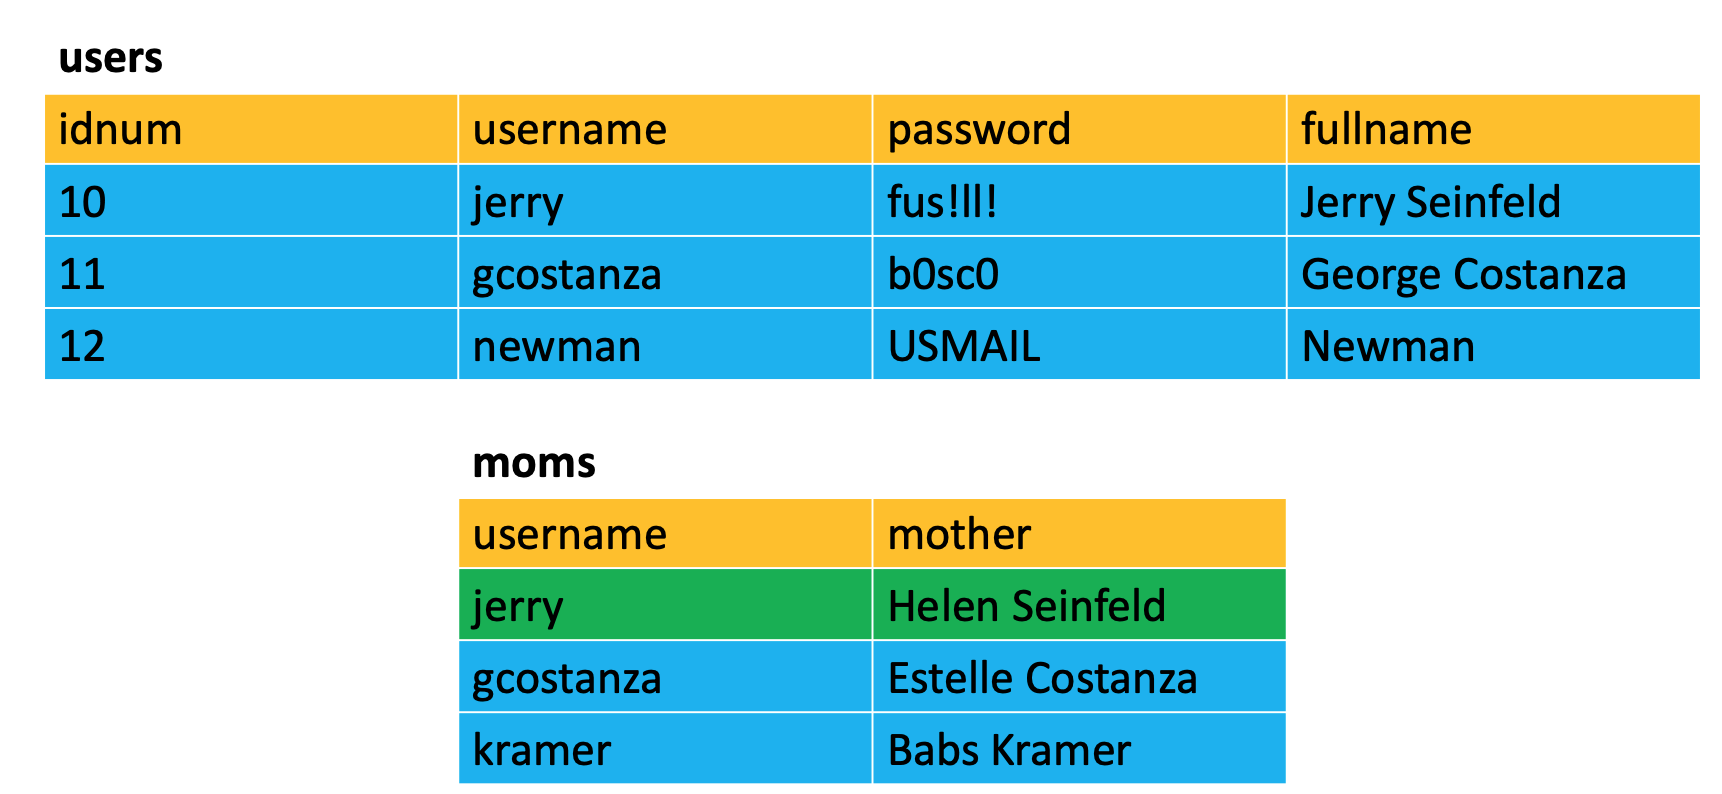 users
idnum username password fullname
10 jerry fus!ll! Jerry Seinfeld
11 gcostanza b0sc0 George Costanza
12 newman USMAIL Newman
moms
username mother
jerry Helen Seinfeld
gcostanza Estelle Costanza
kramer Babs Kramer